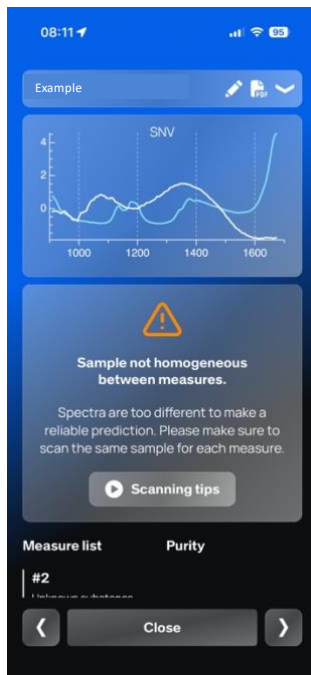 08:11
95
Example
PDF
SNV
4
2
0
1000 1200 1400 1600
Sample not homogeneous
between measures.
Spectra are too different to make a
reliable prediction. Please make sure to
scan the same sample for each measure.
Scanning tips
Measure list Purity
#2
Close